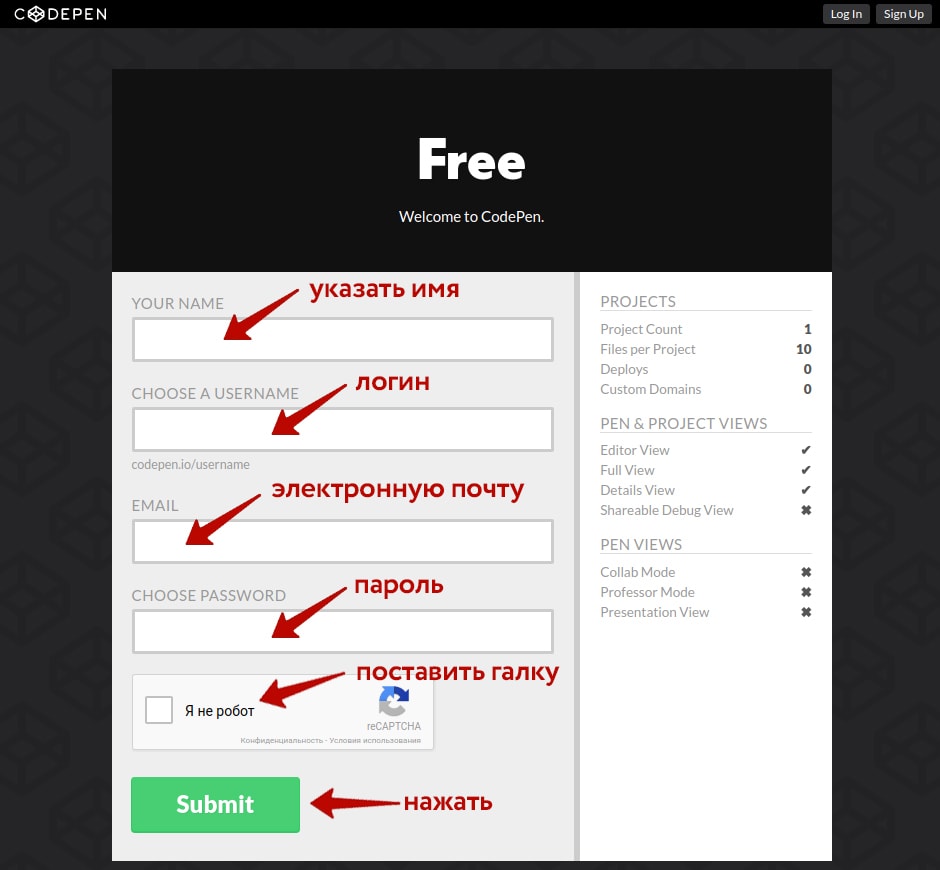 CODEPEN
Log In
Sign Up
Free
Welcome to CodePen.
YOUR NAME
указать имя
CHOOSE A USERNAME
логин
codepen.io/username
EMAIL
электронную почту
CHOOSE PASSWORD
пароль
поставить галку
Я не робот
reCAPTCHA
Конфиденциальность - Условия использования
Submit
нажать
PROJECTS
Project Count 1
Files per Project 10
Deploys 0
Custom Domains 0
PEN & PROJECT VIEWS
Editor View ✔
Full View ✔
Details View ✔
Shareable Debug View ✖
PEN VIEWS
Collab Mode ✖
Professor Mode ✖
Presentation View ✖